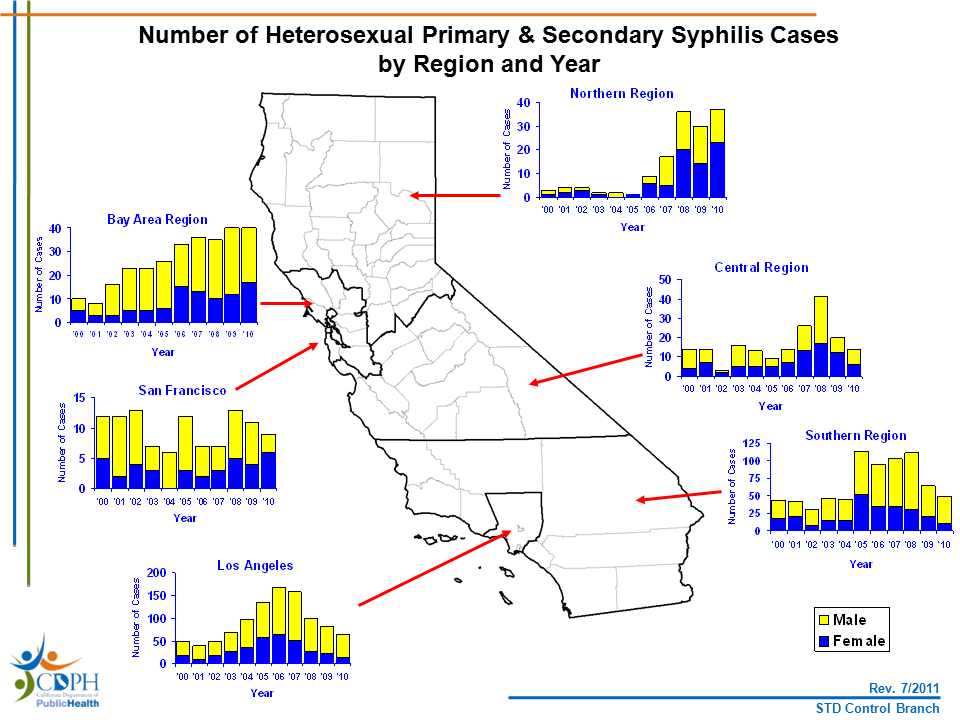 Number of Heterosexual Primary & Secondary Syphilis Cases
by Region and Year
Northern Region
Number of Cases
40
30
20
10
0
'00 '01 '02 '03 '04 '05 '06 '07 '08 '09 '10
Year
Bay Area Region
Number of Cases
40
30
20
10
0
'00 '01 '02 '03 '04 '05 '06 '07 '08 '09 '10
Year
Central Region
Number of Cases
50
40
30
20
10
0
'00 '01 '02 '03 '04 '05 '06 '07 '08 '09 '10
Year
San Francisco
Number of Cases
15
10
5
0
'00 '01 '02 '03 '04 '05 '06 '07 '08 '09 '10
Year
Southern Region
Number of Cases
125
100
75
50
25
0
'00 '01 '02 '03 '04 '05 '06 '07 '08 '09 '10
Year
Los Angeles
Number of Cases
200
150
100
50
0
'00 '01 '02 '03 '04 '05 '06 '07 '08 '09 '10
Year
Male
Female
CDPH
California Department of
PublicHealth
Rev. 7/2011
STD Control Branch